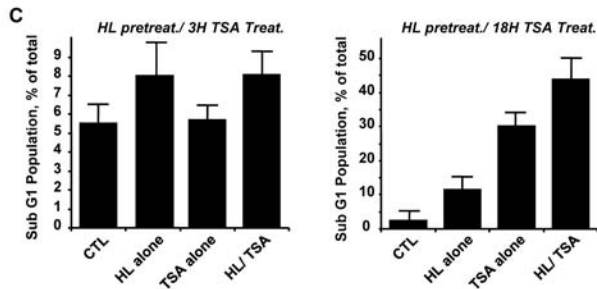 C
HL pretreat./ 3H TSA Treat.
Sub G1 Population, % of total
9
8
7
6
5
4
3
2
1
0
CTL
HL alone
TSA alone
HL/ TSA
HL pretreat./ 18H TSA Treat.
Sub G1 Population, % of total
50
40
30
20
10
0
CTL
HL alone
TSA alone
HL/ TSA